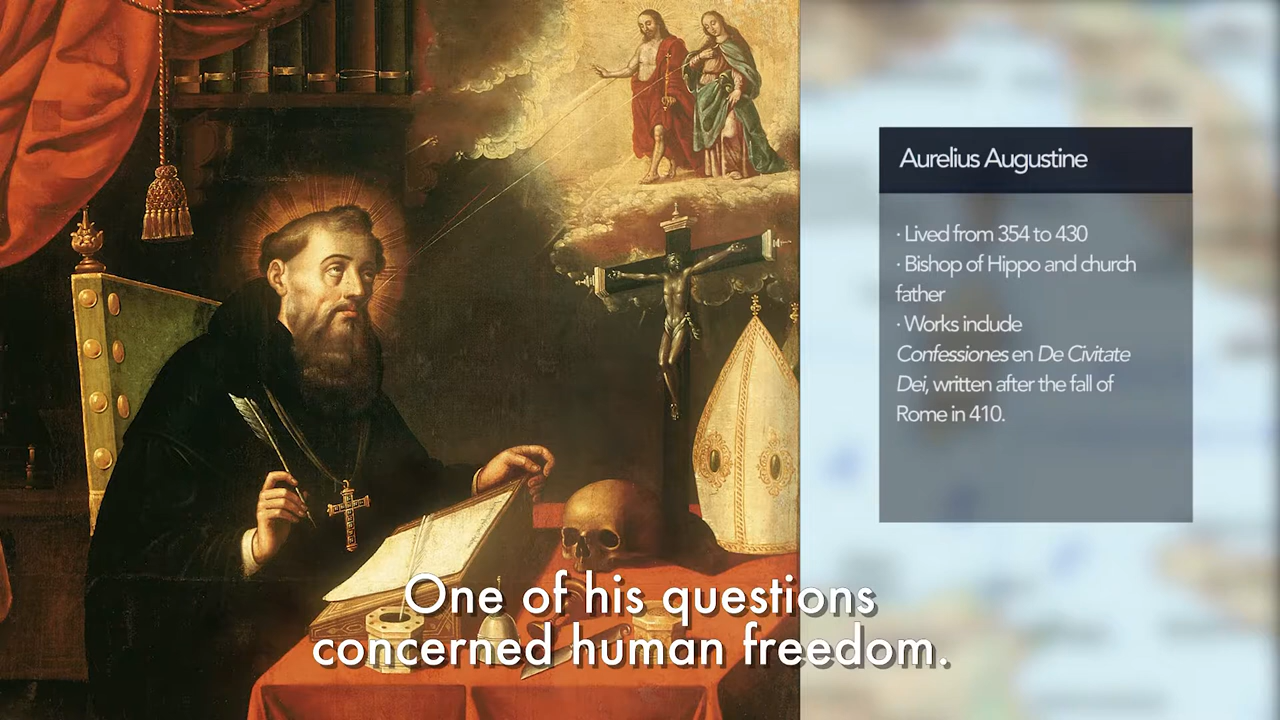 Aurelius Augustine
· Lived from 354 to 430
· Bishop of Hippo and church
father
· Works include
Confessiones en De Civitate
Dei, written after the fall of
Rome in 410.
One of his questions
concerned human freedom.